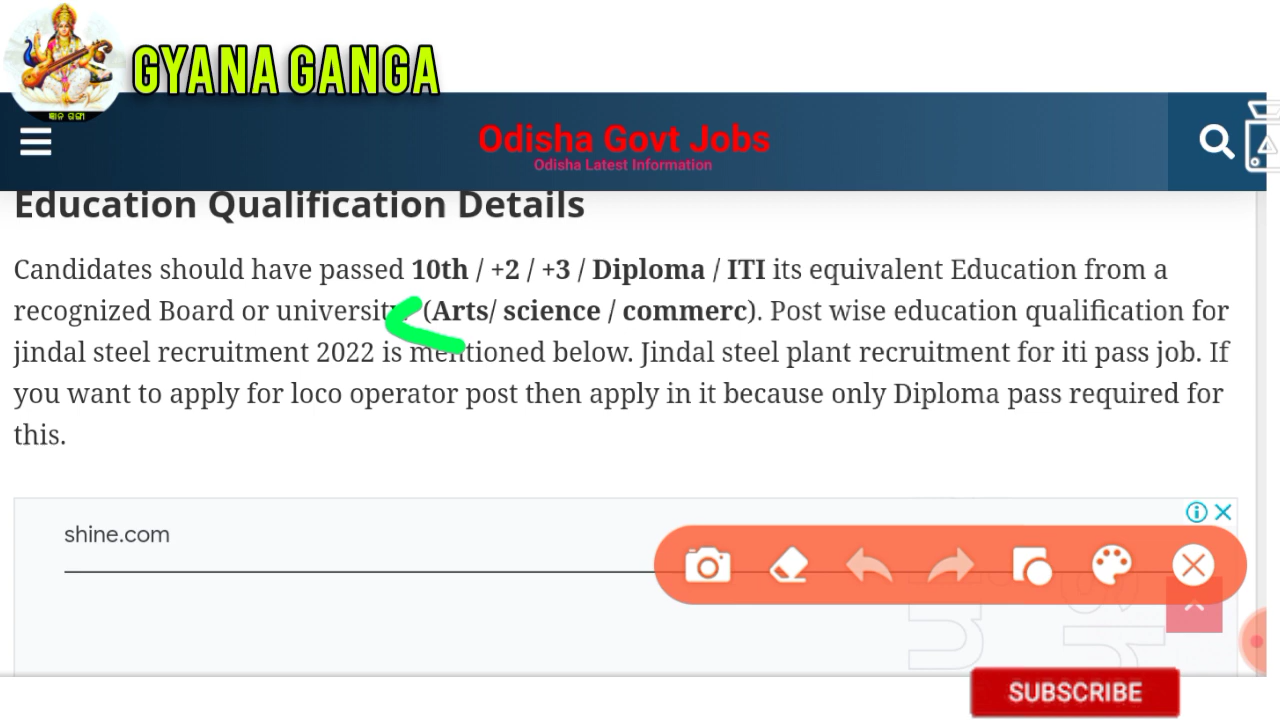 GYANA GANGA
ଜ୍ଞାନ ଗଙ୍ଗା
Odisha Govt Jobs
Odisha Latest Information
Education Qualification Details
Candidates should have passed 10th / +2 / +3 / Diploma / ITI its equivalent Education from a
recognized Board or university (Arts/ science / commerc). Post wise education qualification for
jindal steel recruitment 2022 is mentioned below. Jindal steel plant recruitment for iti pass job. If
you want to apply for loco operator post then apply in it because only Diploma pass required for
this.
shine.com
SUBSCRIBE